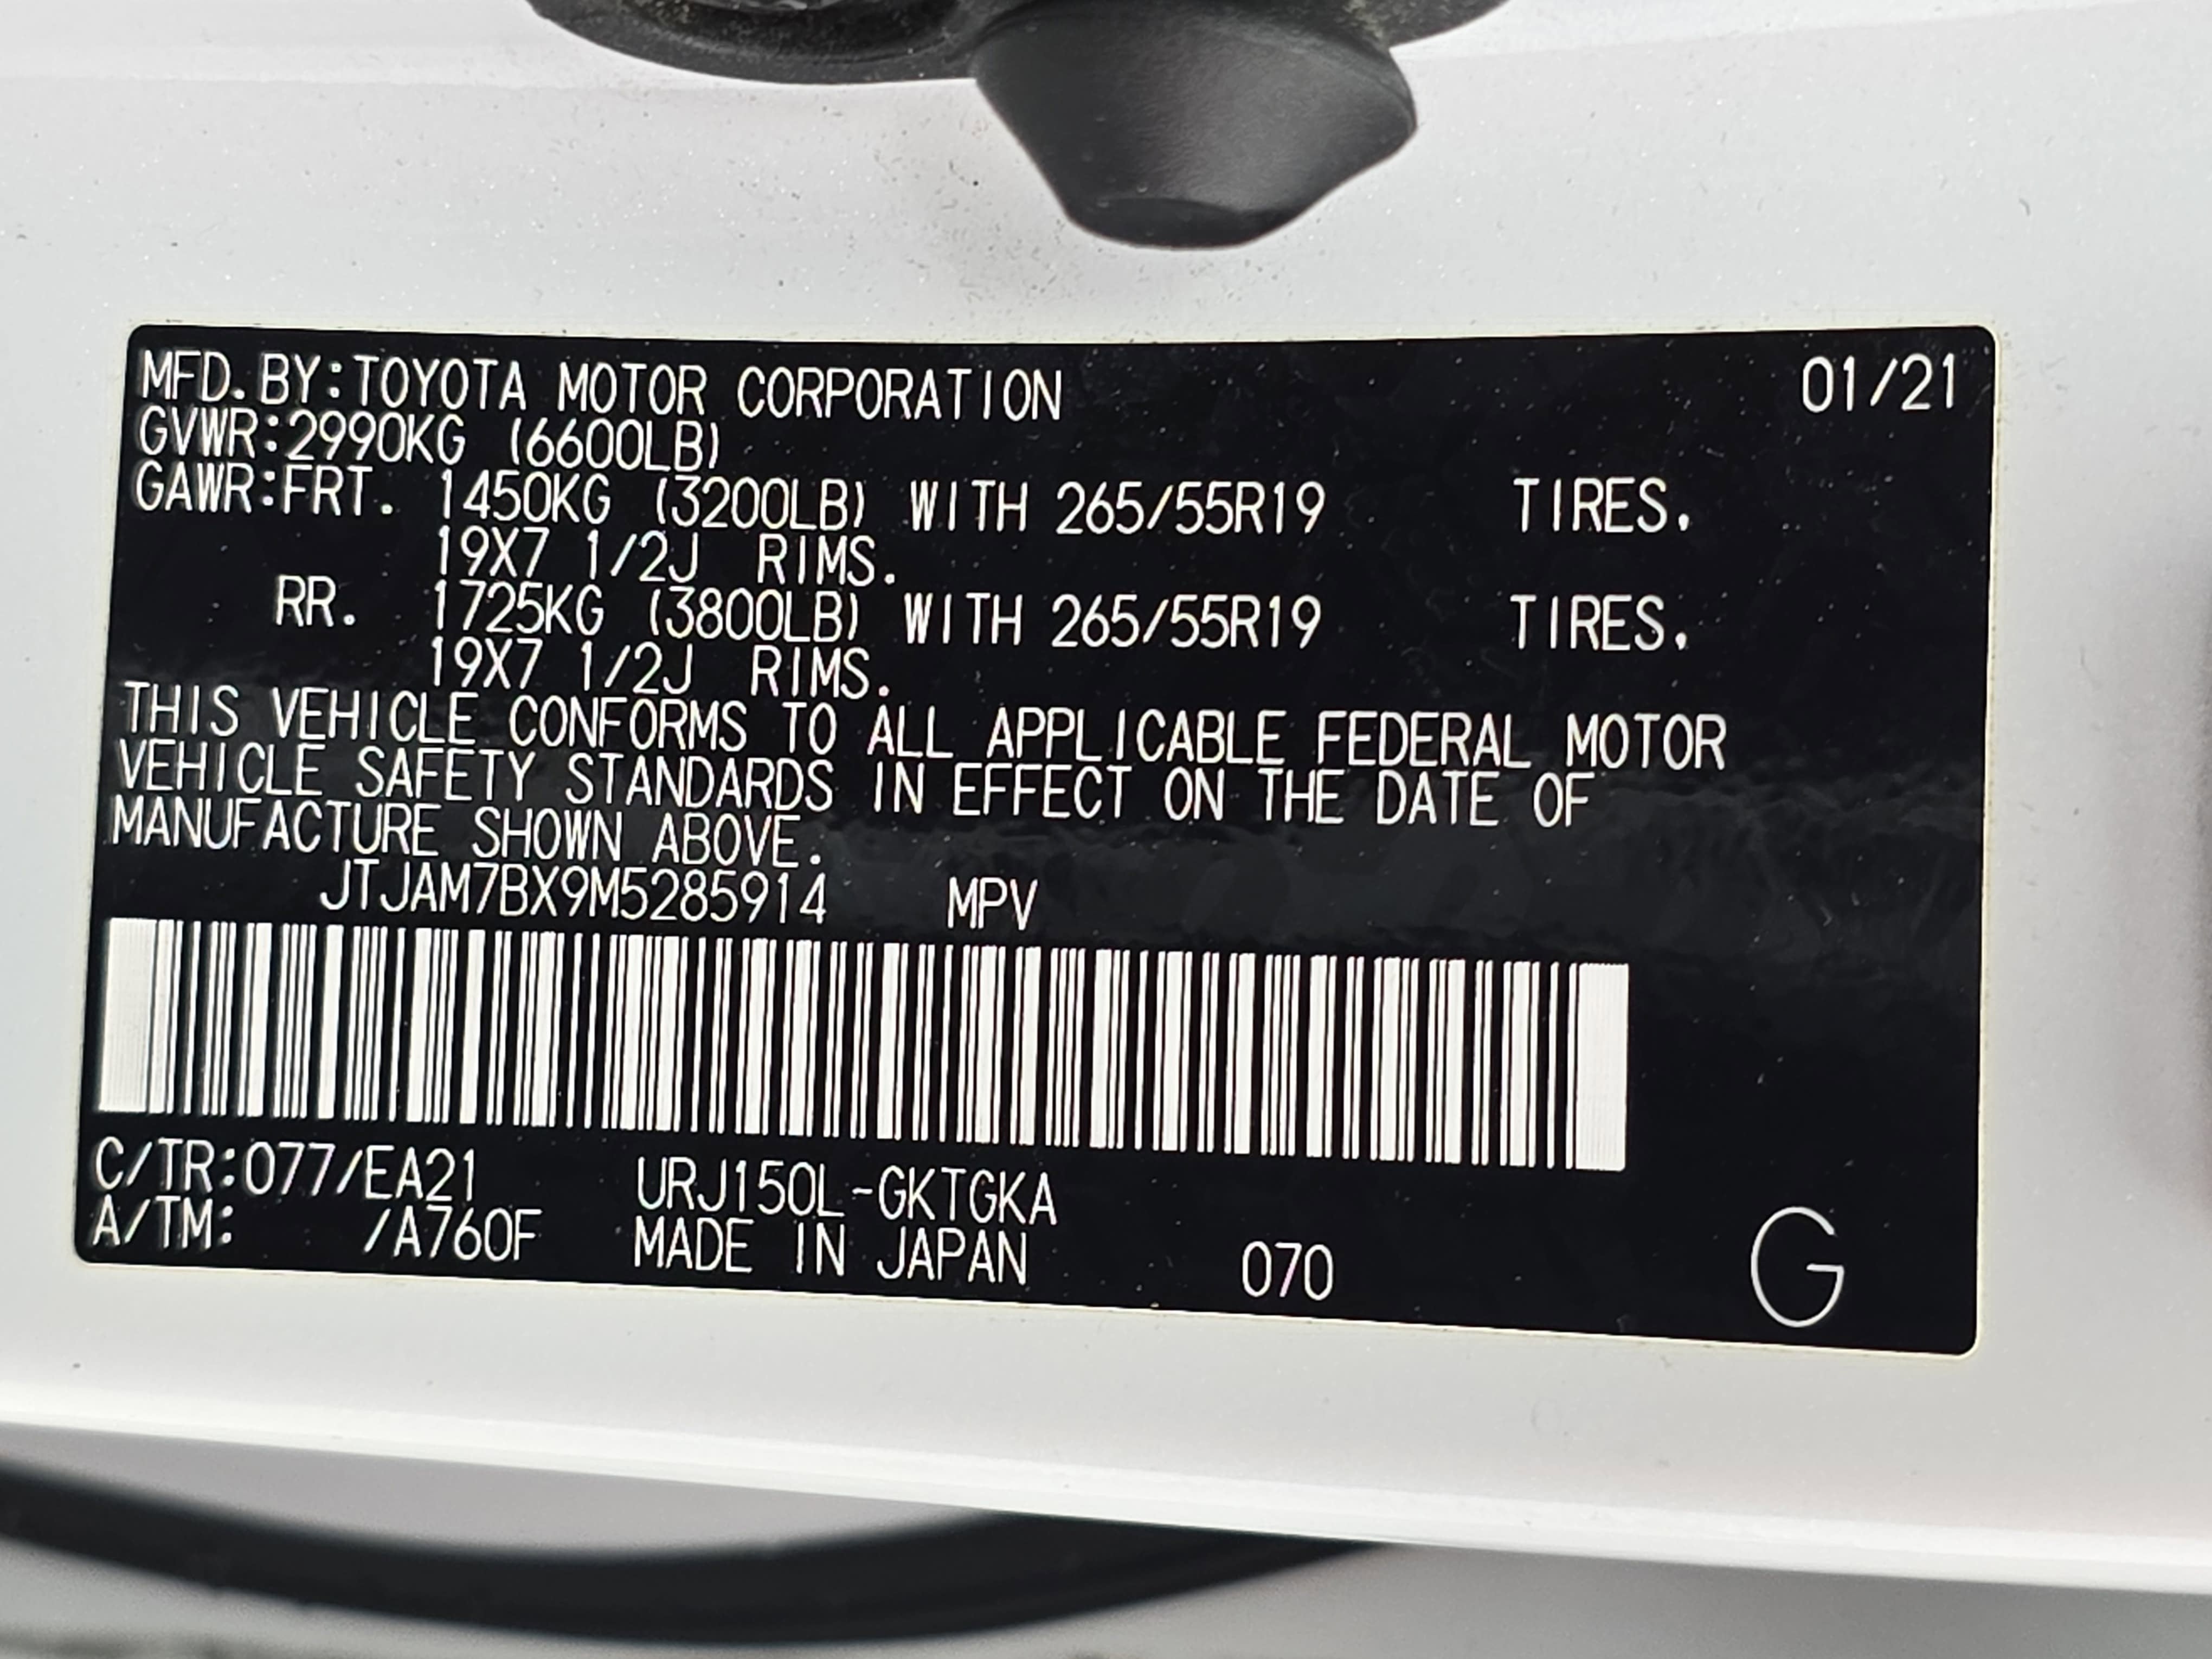 MFD.BY:TOYOTA MOTOR CORPORATION 01/21
GVWR:2990KG (6600LB)
GAWR:FRT. 1450KG (3200LB) WITH 265/55R19 TIRES.
19X7 1/2J RIMS.
RR. 1725KG (3800LB) WITH 265/55R19 TIRES.
19X7 1/2J RIMS.
THIS VEHICLE CONFORMS TO ALL APPLICABLE FEDERAL MOTOR
VEHICLE SAFETY STANDARDS IN EFFECT ON THE DATE OF
MANUFACTURE SHOWN ABOVE.
JTJAM7BX9M5285914 MPV
C/TR:077/EA21 URJ150L-GKTGKA
A/TM: /A760F MADE IN JAPAN 070 G